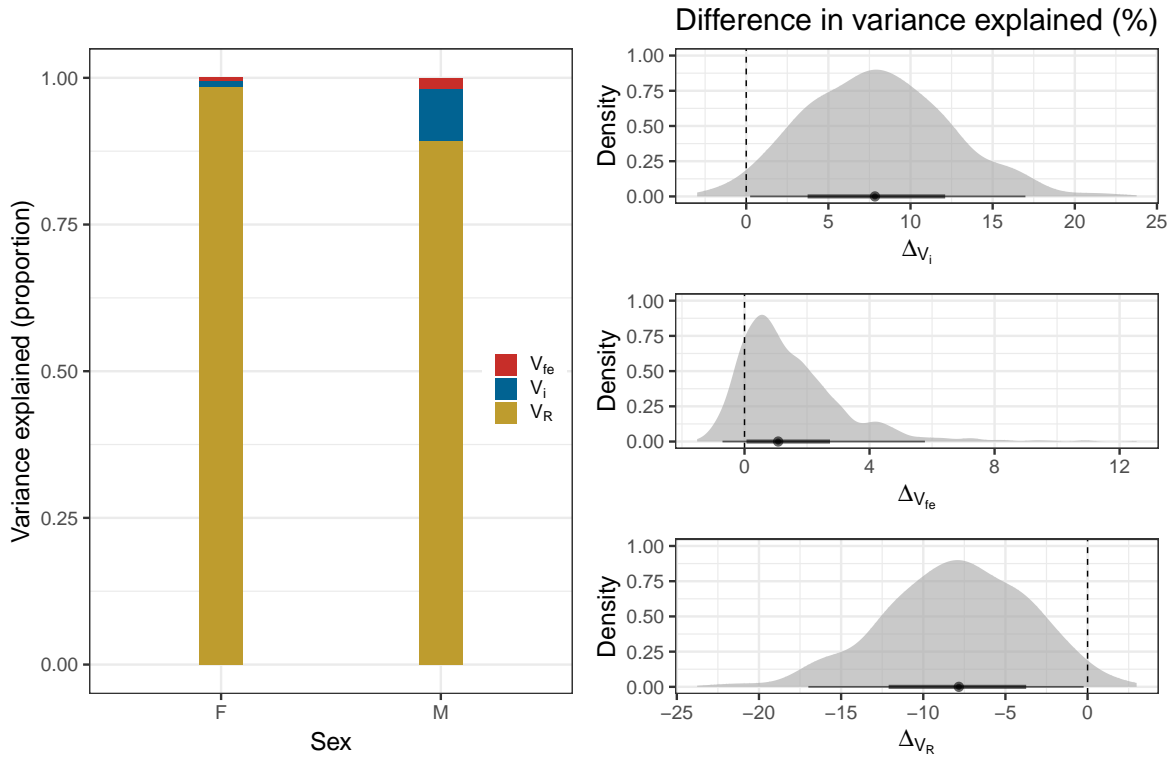 Variance explained (proportion)
1.00
0.75
0.50
0.25
0.00
F
M
Sex
V_fe
V_i
V_R
Difference in variance explained (%)
Density
1.00
0.75
0.50
0.25
0.00
0
5
10
15
20
25
Δ_V_i
Density
1.00
0.75
0.50
0.25
0.00
0
4
8
12
Δ_V_fe
Density
1.00
0.75
0.50
0.25
0.00
−25
−20
−15
−10
−5
0
Δ_V_R